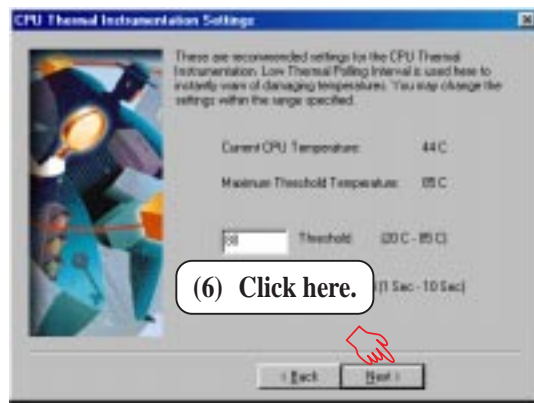 CPU Thermal Instrumentation Settings
These are recommended settings for the CPU Thermal
Instrumentation. Low Thermal Polling Interval is used here to
instantly warn of damaging temperatures. You may change the
settings within the range specified.
Current CPU Temperature: 44 C
Maximum Threshold Temperature: 85 C
Threshold (20 C - 85 C)
(1 Sec - 10 Sec)
(6) Click here.
< Back Next >